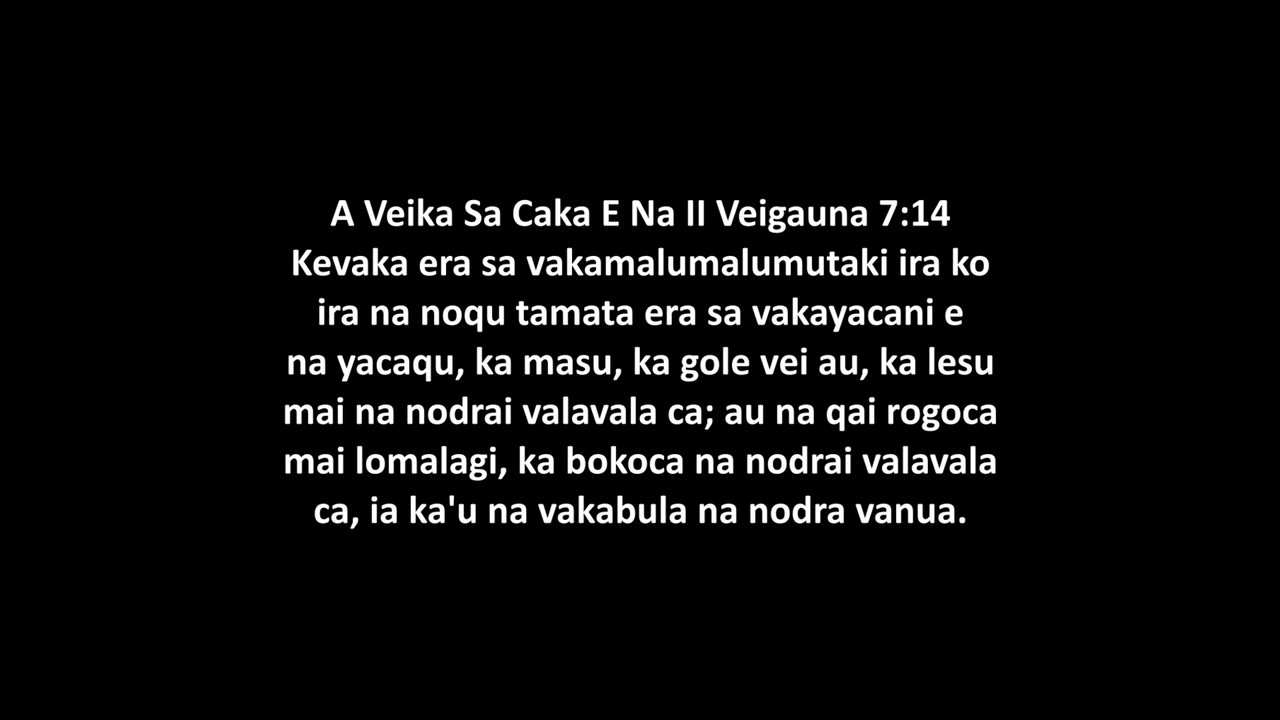 A Veika Sa Caka E Na II Veigauna 7:14
Kevaka era sa vakamalumalumutaki ira ko
ira na noqu tamata era sa vakayacani e
na yacaqu, ka masu, ka gole vei au, ka lesu
mai na nodrai valavala ca; au na qai rogoca
mai lomalagi, ka bokoca na nodrai valavala
ca, ia ka'u na vakabula na nodra vanua.